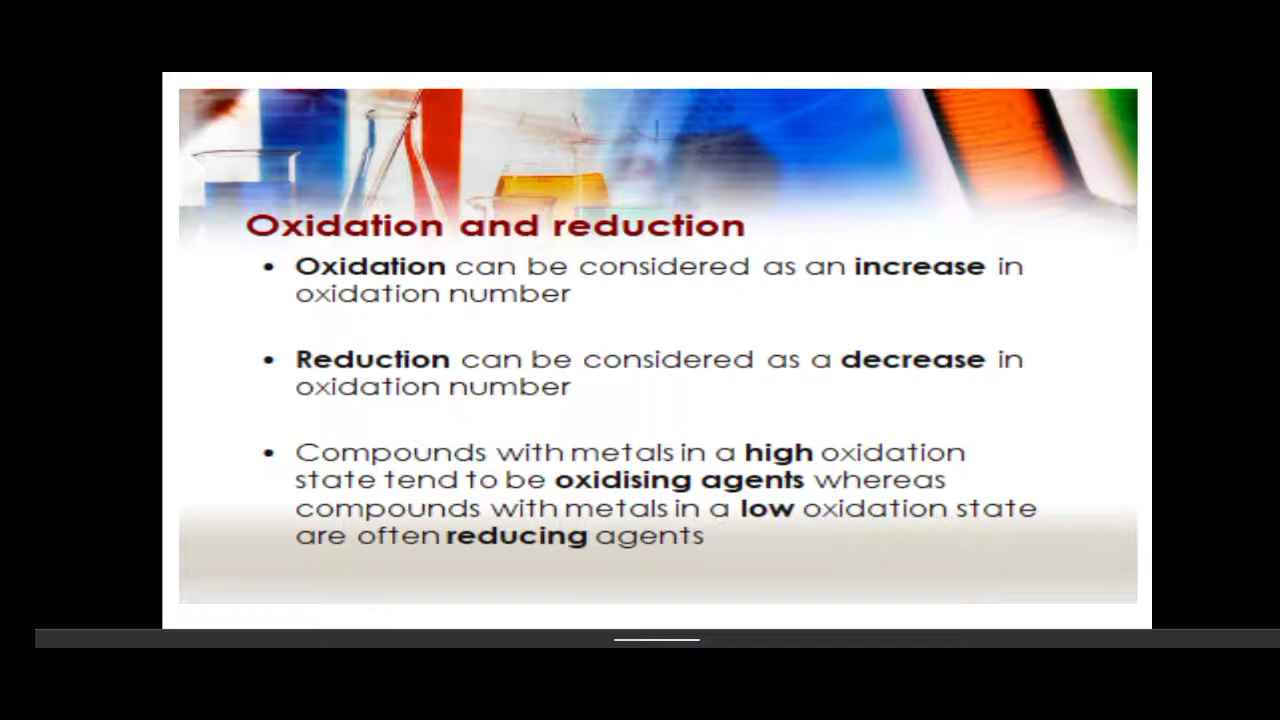 Oxidation and reduction
• Oxidation can be considered as an increase in
oxidation number
• Reduction can be considered as a decrease in
oxidation number
• Compounds with metals in a high oxidation
state tend to be oxidising agents whereas
compounds with metals in a low oxidation state
are often reducing agents